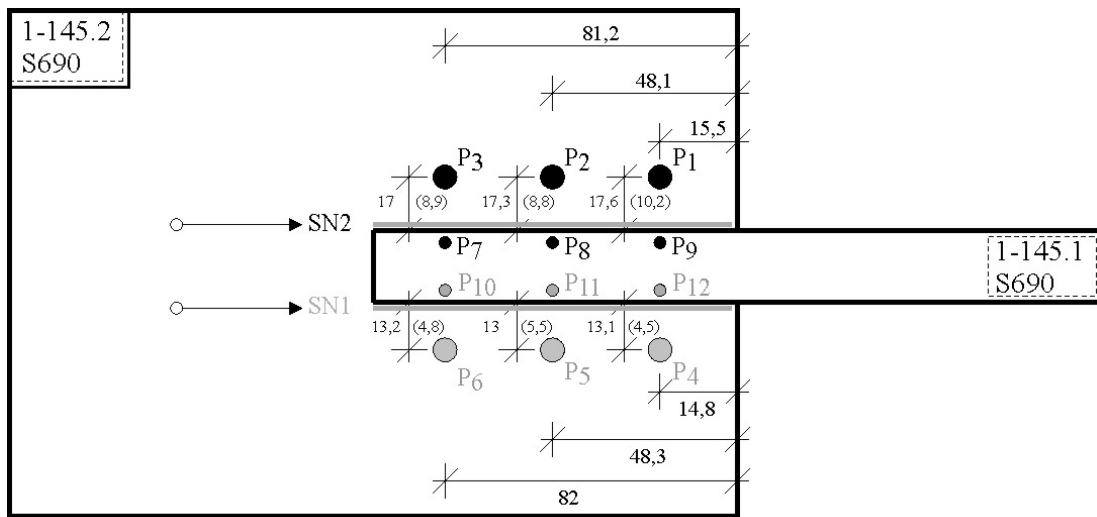 1-145.2
S690
81,2
48,1
15,5
P3 P2 P1
17 (8,9) 17,3 (8,8) 17,6 (10,2)
SN2
P7 P8 P9
1-145.1
S690
P10 P11 P12
SN1
13,2 (4,8) 13 (5,5) 13,1 (4,5)
P6 P5 P4
14,8
48,3
82